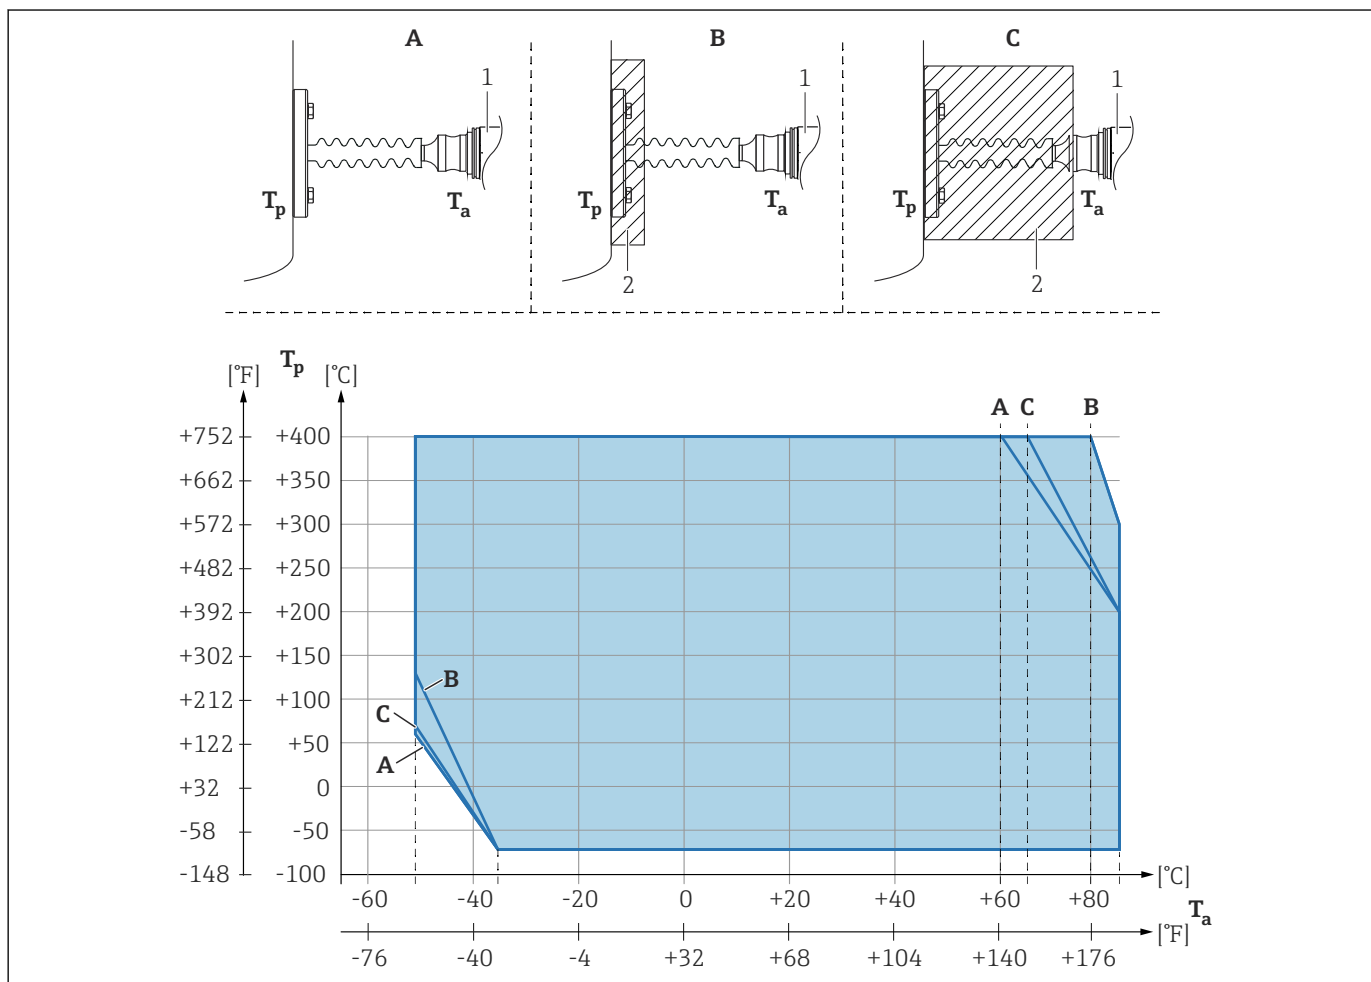 A B C
1 1 1
Tp Ta Tp Ta Tp Ta
2 2
[°F] Tp [°C]
A C B
+752 +400
+662 +350
+572 +300
+482 +250
+392 +200
+302 +150
B
+212 +100
C
+122 +50
A
+32 0
-58 -50
-148 -100
[°C]
-60 -40 -20 0 +20 +40 +60 +80
Ta
[°F]
-76 -40 -4 +32 +68 +104 +140 +176